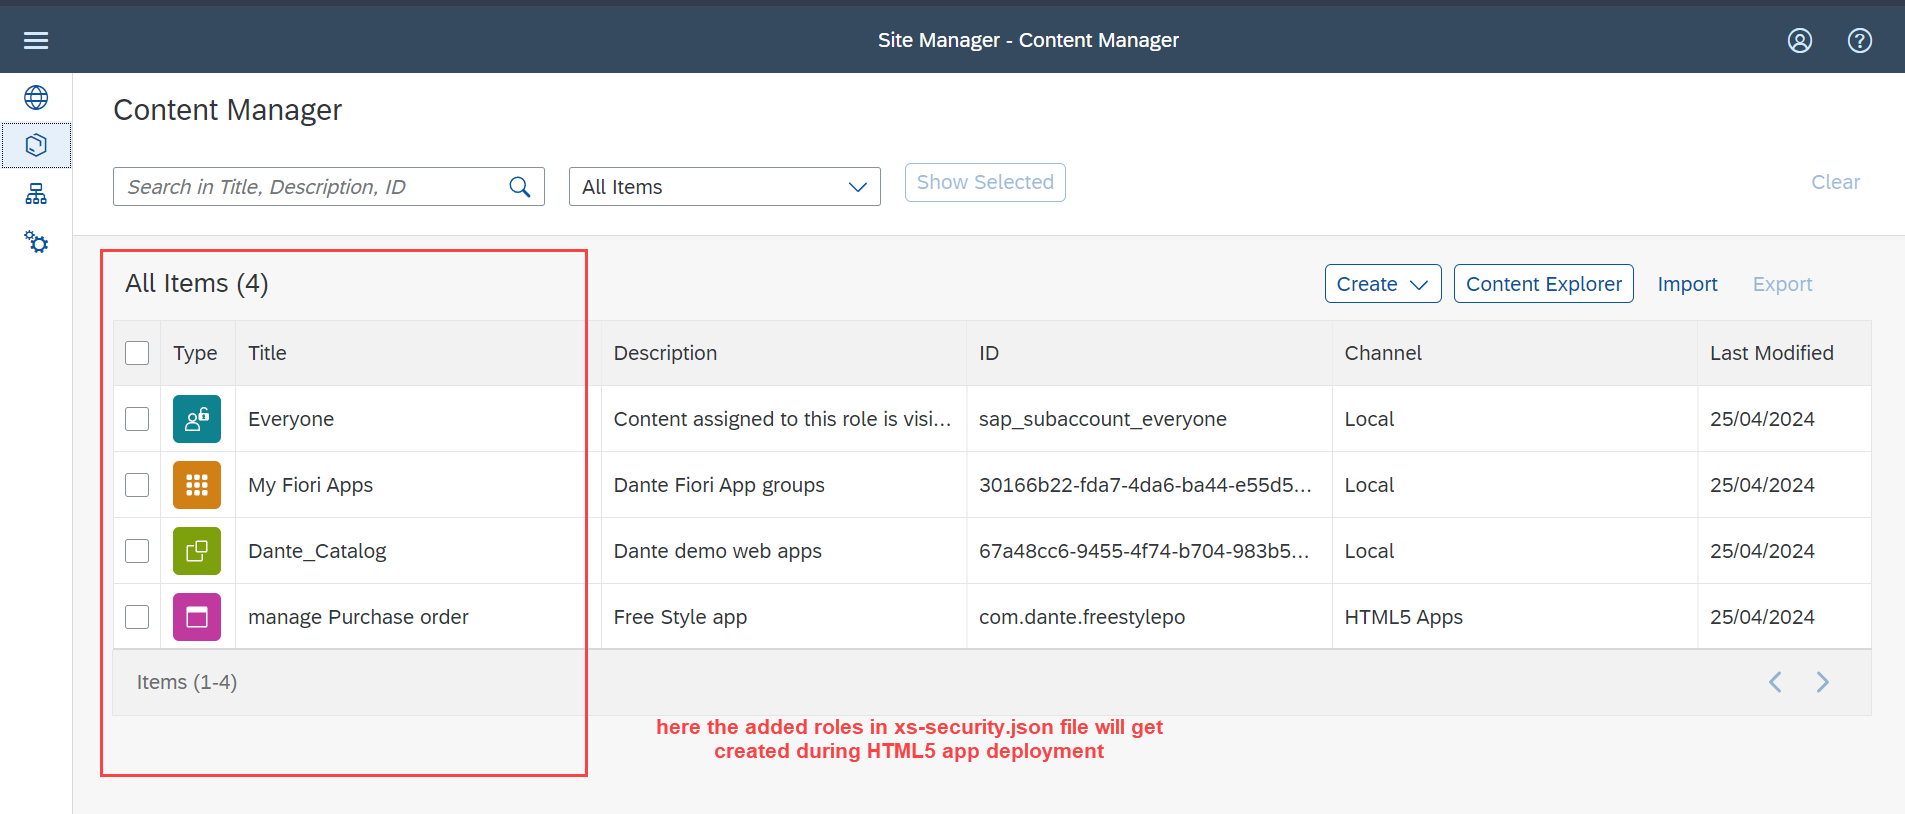 Site Manager - Content Manager
Content Manager
Search in Title, Description, ID
All Items
Show Selected
Clear
All Items (4)
Create
Content Explorer
Import
Export
Type Title Description ID Channel Last Modified
Everyone Content assigned to this role is visi... sap_subaccount_everyone Local 25/04/2024
My Fiori Apps Dante Fiori App groups 30166b22-fda7-4da6-ba44-e55d5... Local 25/04/2024
Dante_Catalog Dante demo web apps 67a48cc6-9455-4f74-b704-983b5... Local 25/04/2024
manage Purchase order Free Style app com.dante.freestylepo HTML5 Apps 25/04/2024
Items (1-4)
here the added roles in xs-security.json file will get
created during HTML5 app deployment